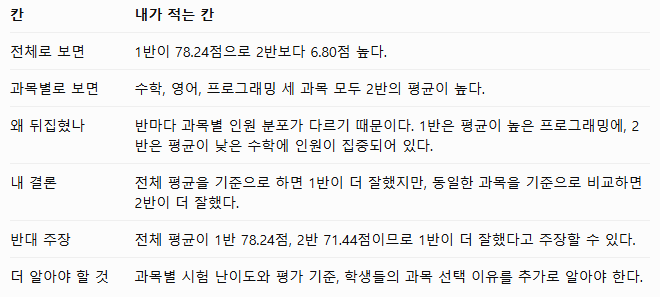 칸 내가 적는 칸
전체로 보면 1반이 78.24점으로 2반보다 6.80점 높다.
과목별로 보면 수학, 영어, 프로그래밍 세 과목 모두 2반의 평균이 높다.
왜 뒤집혔나 반마다 과목별 인원 분포가 다르기 때문이다. 1반은 평균이 높은 프로그래밍에, 2
반은 평균이 낮은 수학에 인원이 집중되어 있다.
내 결론 전체 평균을 기준으로 하면 1반이 더 잘했지만, 동일한 과목을 기준으로 비교하면
2반이 더 잘했다.
반대 주장 전체 평균이 1반 78.24점, 2반 71.44점이므로 1반이 더 잘했다고 주장할 수 있다.
더 알아야 할 것 과목별 시험 난이도와 평가 기준, 학생들의 과목 선택 이유를 추가로 알아야 한다.